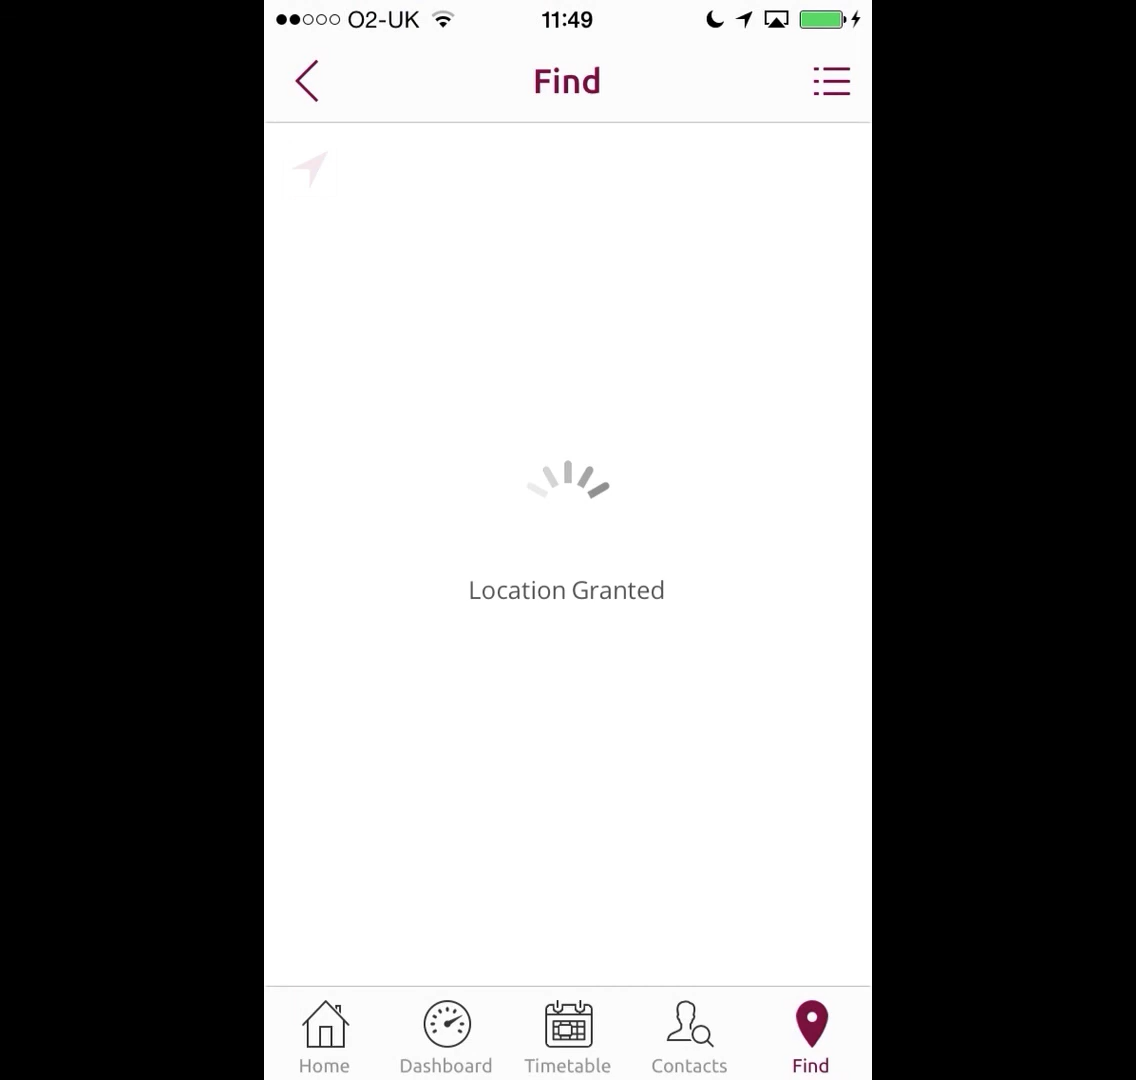 O2-UK 11:49
Find
Location Granted
Home Dashboard Timetable Contacts Find